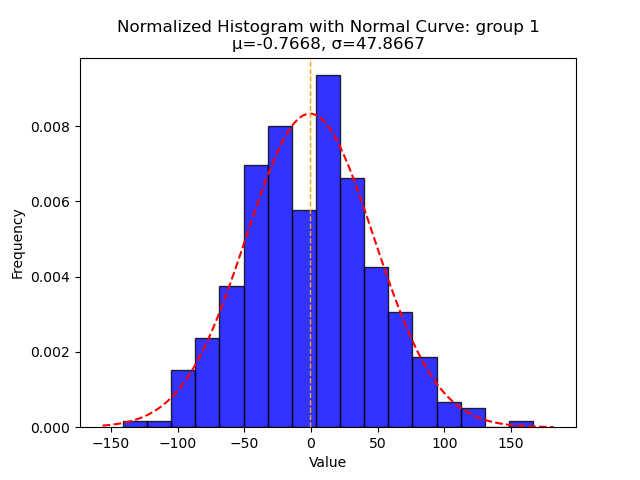 Normalized Histogram with Normal Curve: group 1
μ=-0.7668, σ=47.8667
Frequency
0.008
0.006
0.004
0.002
0.000
−150 −100 −50 0 50 100 150
Value